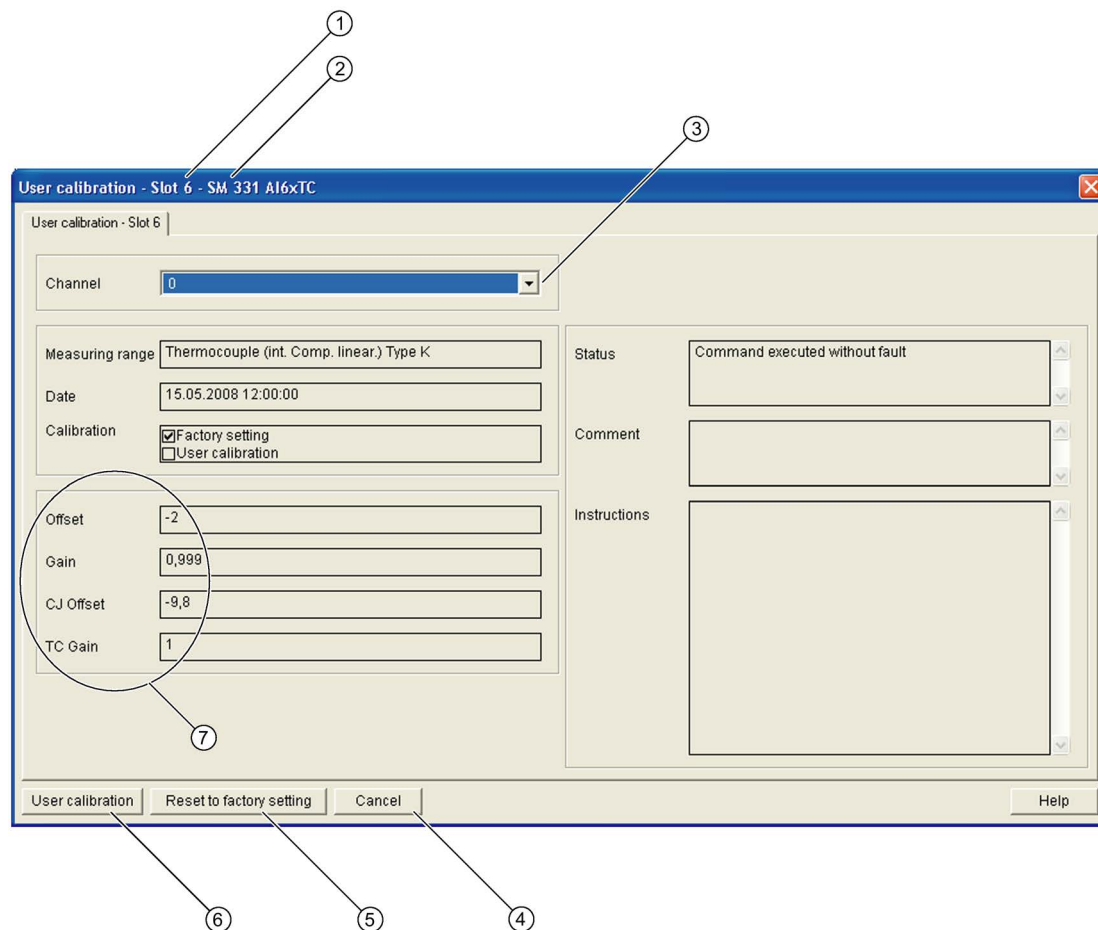 ①
②
③
User calibration - Slot 6 - SM 331 AI6xTC
User calibration - Slot 6
Channel
0
Measuring range
Thermocouple (int. Comp. linear.) Type K
Date
15.05.2008 12:00:00
Calibration
Factory setting
User calibration
Offset
-2
Gain
0,999
CJ Offset
-9,8
TC Gain
1
Status
Command executed without fault
Comment
Instructions
⑦
User calibration
Reset to factory setting
Cancel
Help
⑥
⑤
④